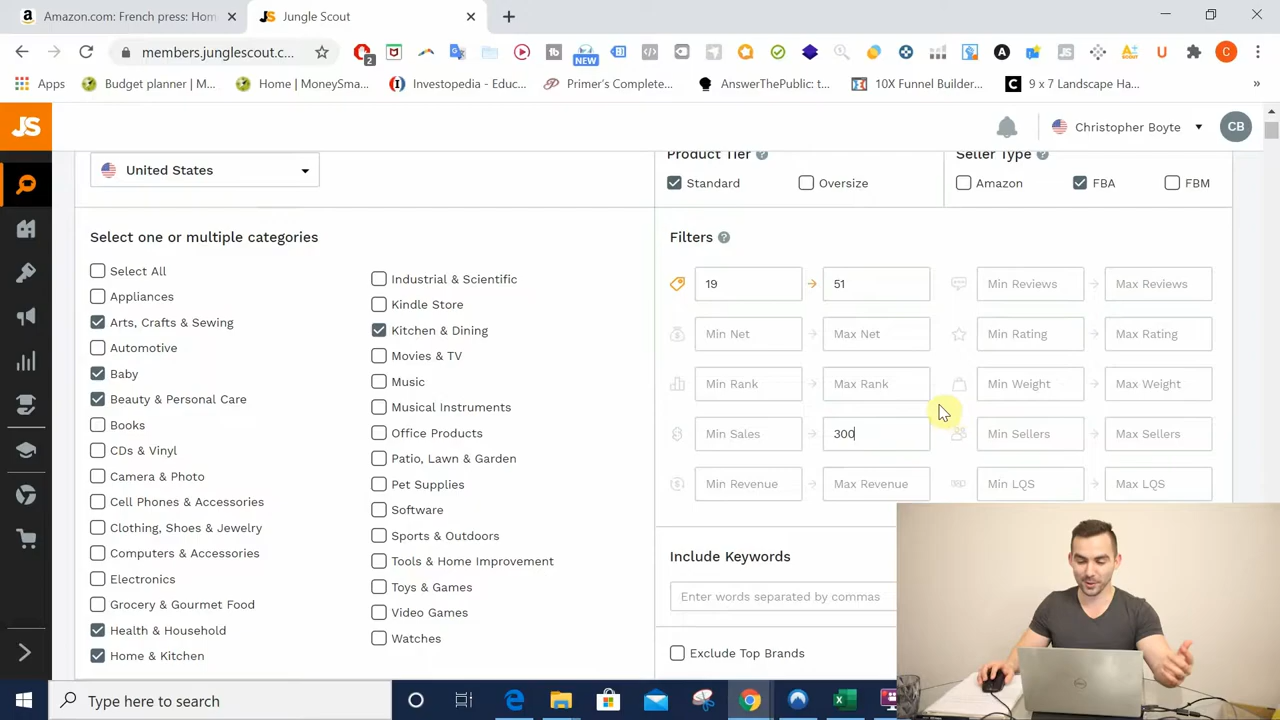 Amazon.com: French press: Hom
Jungle Scout
members.junglescout.c...
2
NEW
A
JS
U
C
Apps
Budget planner | M...
Home | MoneySma...
Investopedia - Educ...
Primer's Complete...
AnswerThePublic: t...
10X Funnel Builder...
9 x 7 Landscape Ha...
JS
Christopher Boyte
CB
United States
Product Tier
Standard
Oversize
Seller Type
Amazon
FBA
FBM
Select one or multiple categories
Select All
Appliances
Arts, Crafts & Sewing
Automotive
Baby
Beauty & Personal Care
Books
CDs & Vinyl
Camera & Photo
Cell Phones & Accessories
Clothing, Shoes & Jewelry
Computers & Accessories
Electronics
Grocery & Gourmet Food
Health & Household
Home & Kitchen
Industrial & Scientific
Kindle Store
Kitchen & Dining
Movies & TV
Music
Musical Instruments
Office Products
Patio, Lawn & Garden
Pet Supplies
Software
Sports & Outdoors
Tools & Home Improvement
Toys & Games
Video Games
Watches
Filters
19
51
Min Reviews
Max Reviews
Min Net
Max Net
Min Rating
Max Rating
Min Rank
Max Rank
Min Weight
Max Weight
Min Sales
300
Min Sellers
Max Sellers
Min Revenue
Max Revenue
Min LQS
Max LQS
Include Keywords
Enter words separated by commas
Exclude Top Brands
Type here to search